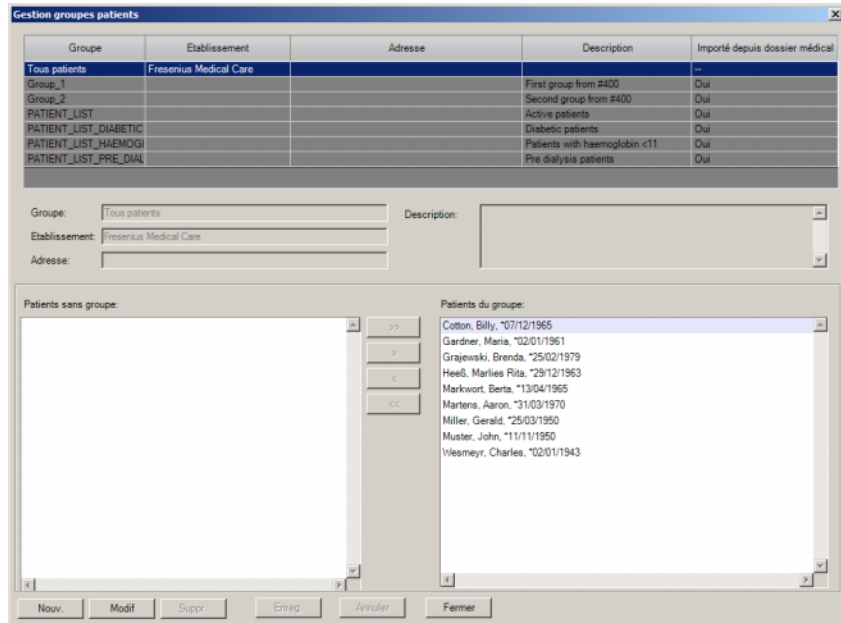 Gestion groupes patients
Groupe Etablissement Adresse Description Importé depuis dossier médical
Tous patients Fresenius Medical Care --
Group_1 First group from #400 Oui
Group_2 Second group from #400 Oui
PATIENT_LIST Active patients Oui
PATIENT_LIST_DIABETIC Diabetic patients Oui
PATIENT_LIST_HAEMOGI Patients with haemoglobin <11 Oui
PATIENT_LIST_PRE_DIAL Pre dialysis patients Oui
Groupe: Tous patients Description:
Etablissement: Fresenius Medical Care
Adresse:
Patients sans groupe: Patients du groupe:
>> Cotton, Billy, *07/12/1965
Gardner, Maria, *02/01/1961
> Grajewski, Brenda, *25/02/1979
< Heeß, Marlies Rita, *29/12/1963
Markwort, Berta, *13/04/1965
<< Martens, Aaron, *31/03/1970
Miller, Gerald, *25/03/1950
Muster, John, *11/11/1950
Wesmeyr, Charles, *02/01/1943
Nouv. Modif Suppr. Enreg Annuler Fermer